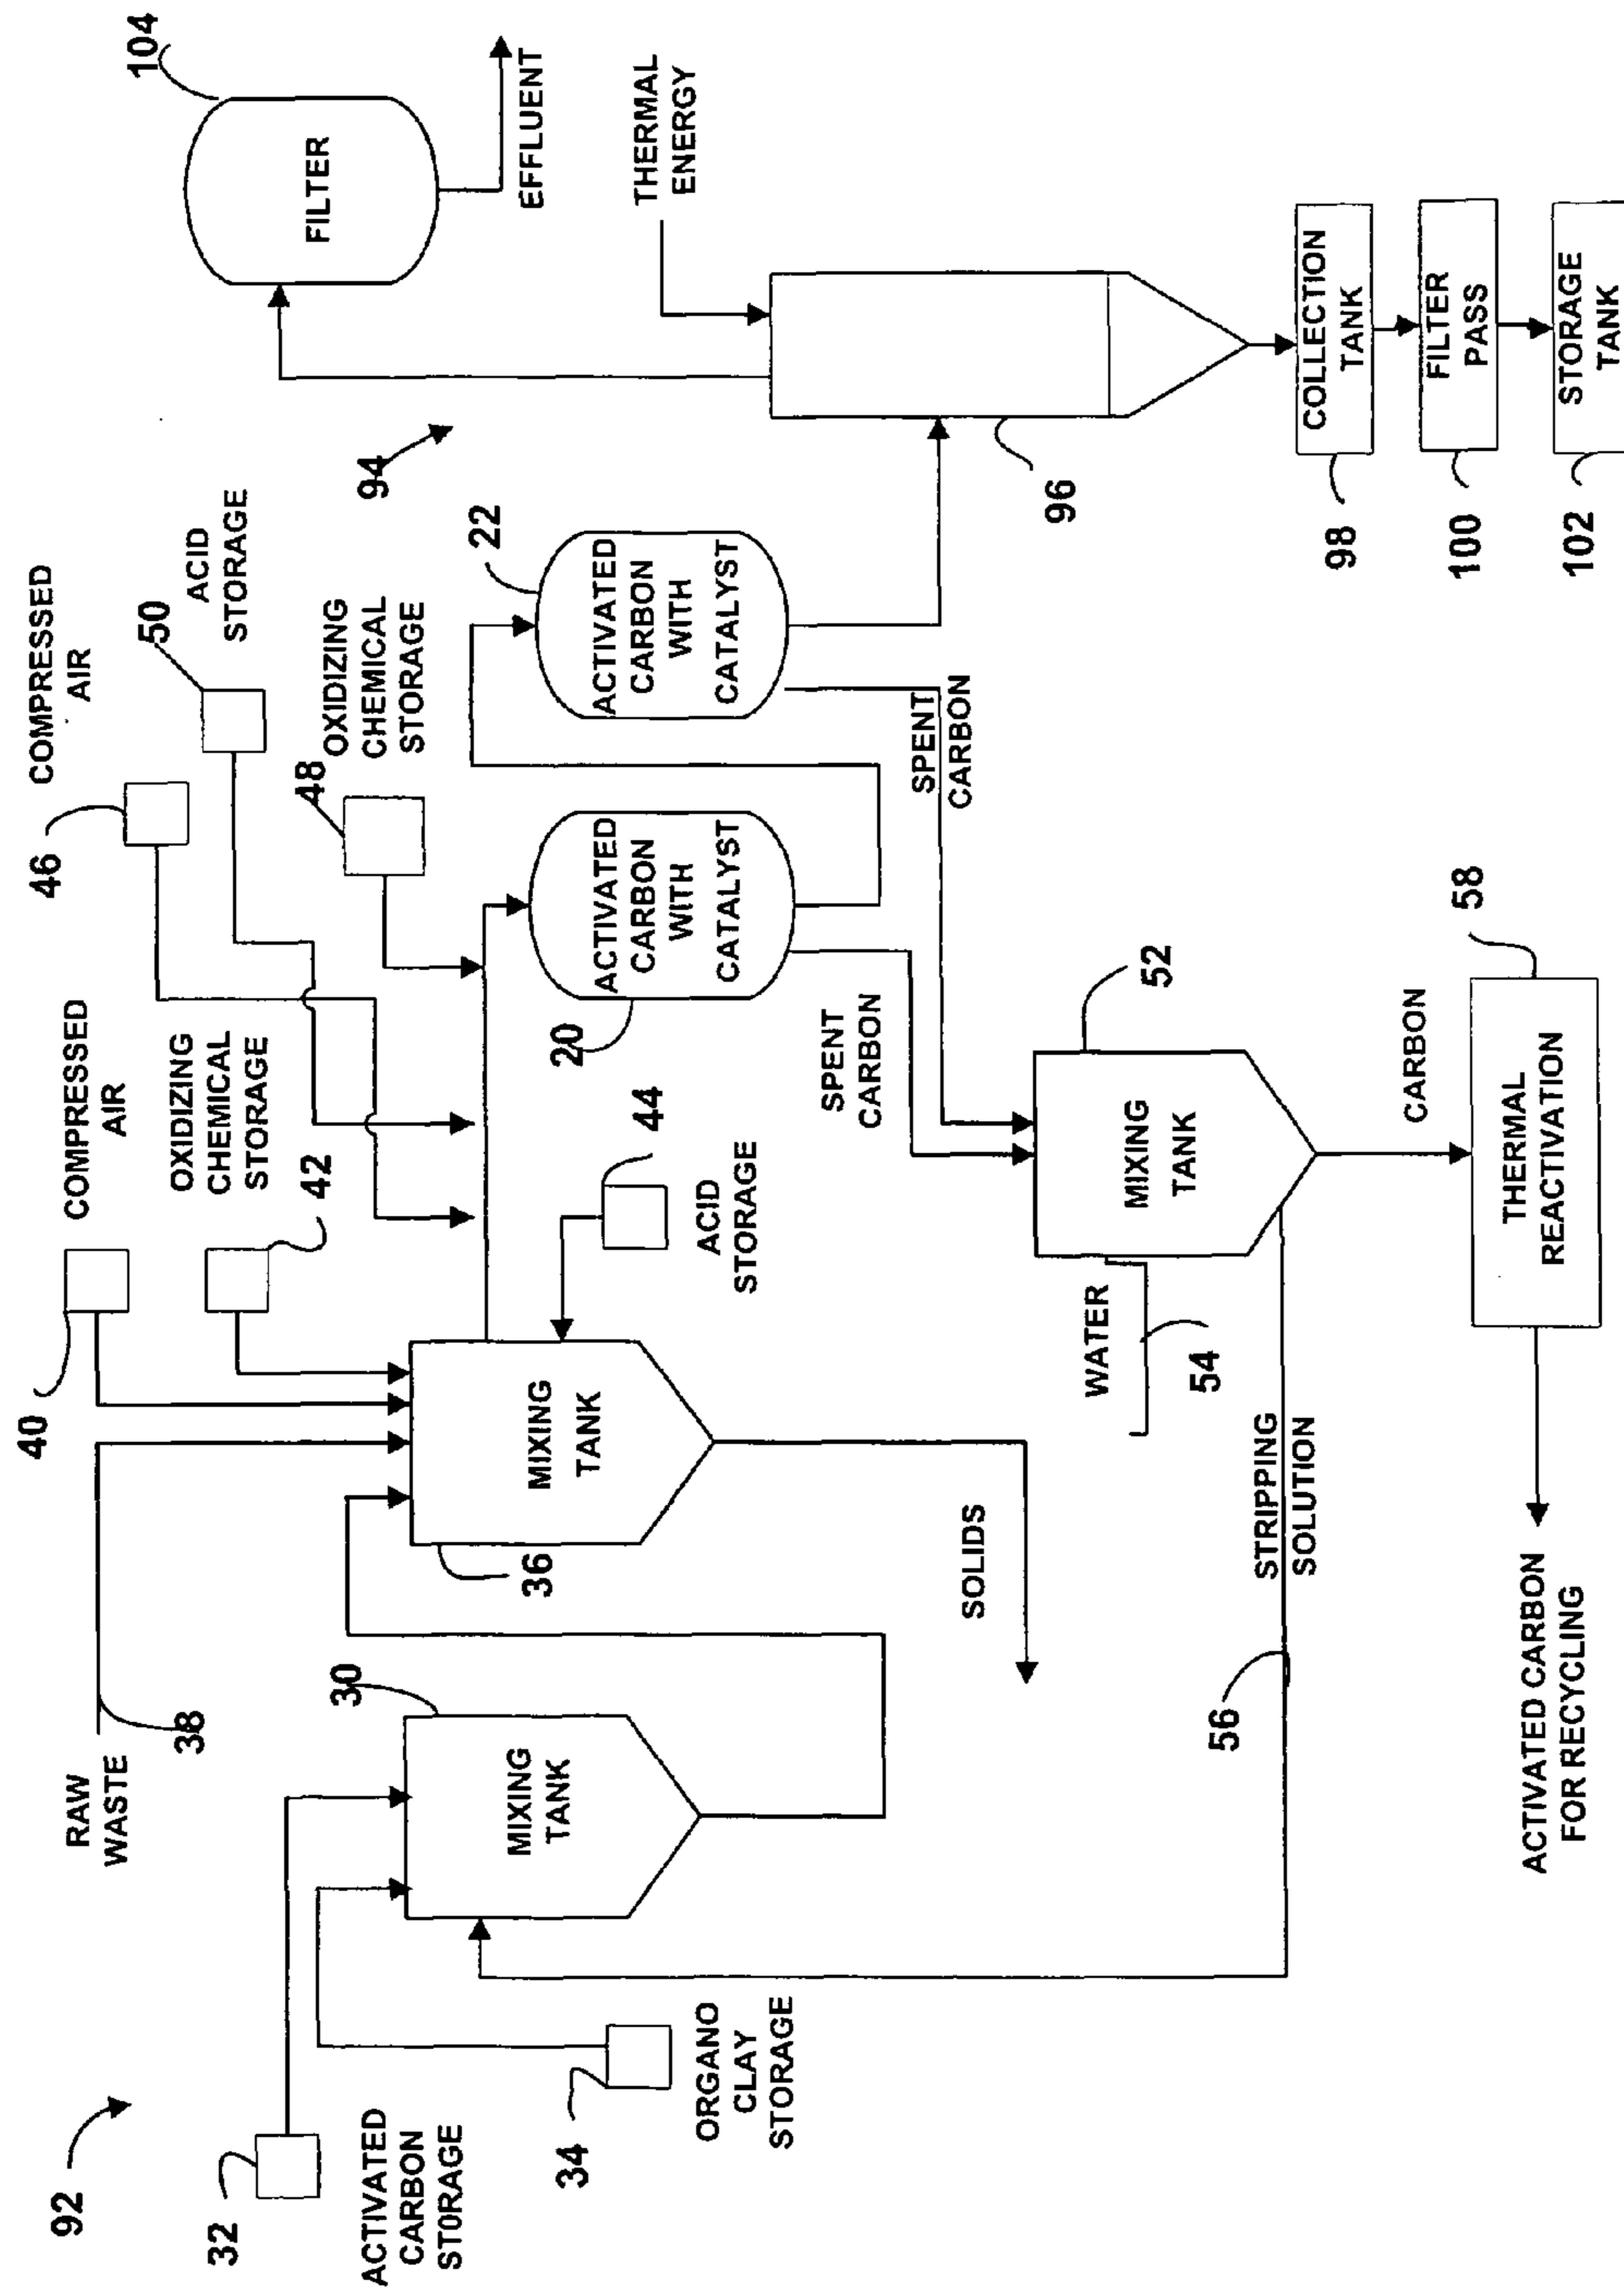 92
32
ACTIVATED
CARBON
STORAGE
34
ORGANO
CLAY
STORAGE
RAW
WASTE
38
30
MIXING
TANK
40
COMPRESSED
AIR
OXIDIZING
CHEMICAL
STORAGE
42
36
MIXING
TANK
SOLIDS
44
ACID
STORAGE
46
COMPRESSED
AIR
50
ACID
STORAGE
48
OXIDIZING
CHEMICAL
STORAGE
20
ACTIVATED
CARBON
WITH
CATALYST
22
ACTIVATED
CARBON
WITH
CATALYST
SPENT
CARBON
SPENT
CARBON
52
MIXING
TANK
WATER
54
STRIPPING
SOLUTION
56
CARBON
58
THERMAL
REACTIVATION
ACTIVATED CARBON
FOR RECYCLING
94
104
FILTER
EFFLUENT
THERMAL
ENERGY
96
COLLECTION
TANK
98
FILTER
PASS
100
STORAGE
TANK
102